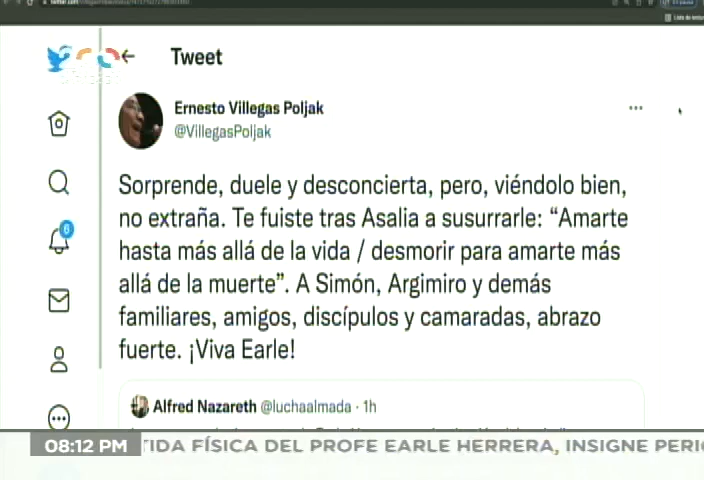 Tweet
Ernesto Villegas Poljak
@VillegasPoljak
Sorprende, duele y desconcierta, pero, viéndolo bien,
no extraña. Te fuiste tras Asalia a susurrarle: “Amarte
hasta más allá de la vida / desmorir para amarte más
allá de la muerte”. A Simón, Argimiro y demás
familiares, amigos, discípulos y camaradas, abrazo
fuerte. ¡Viva Earle!
6
Alfred Nazareth @luchaalmada · 1h
08:12 PM TIDA FÍSICA DEL PROFE EARLE HERRERA, INSIGNE PERI